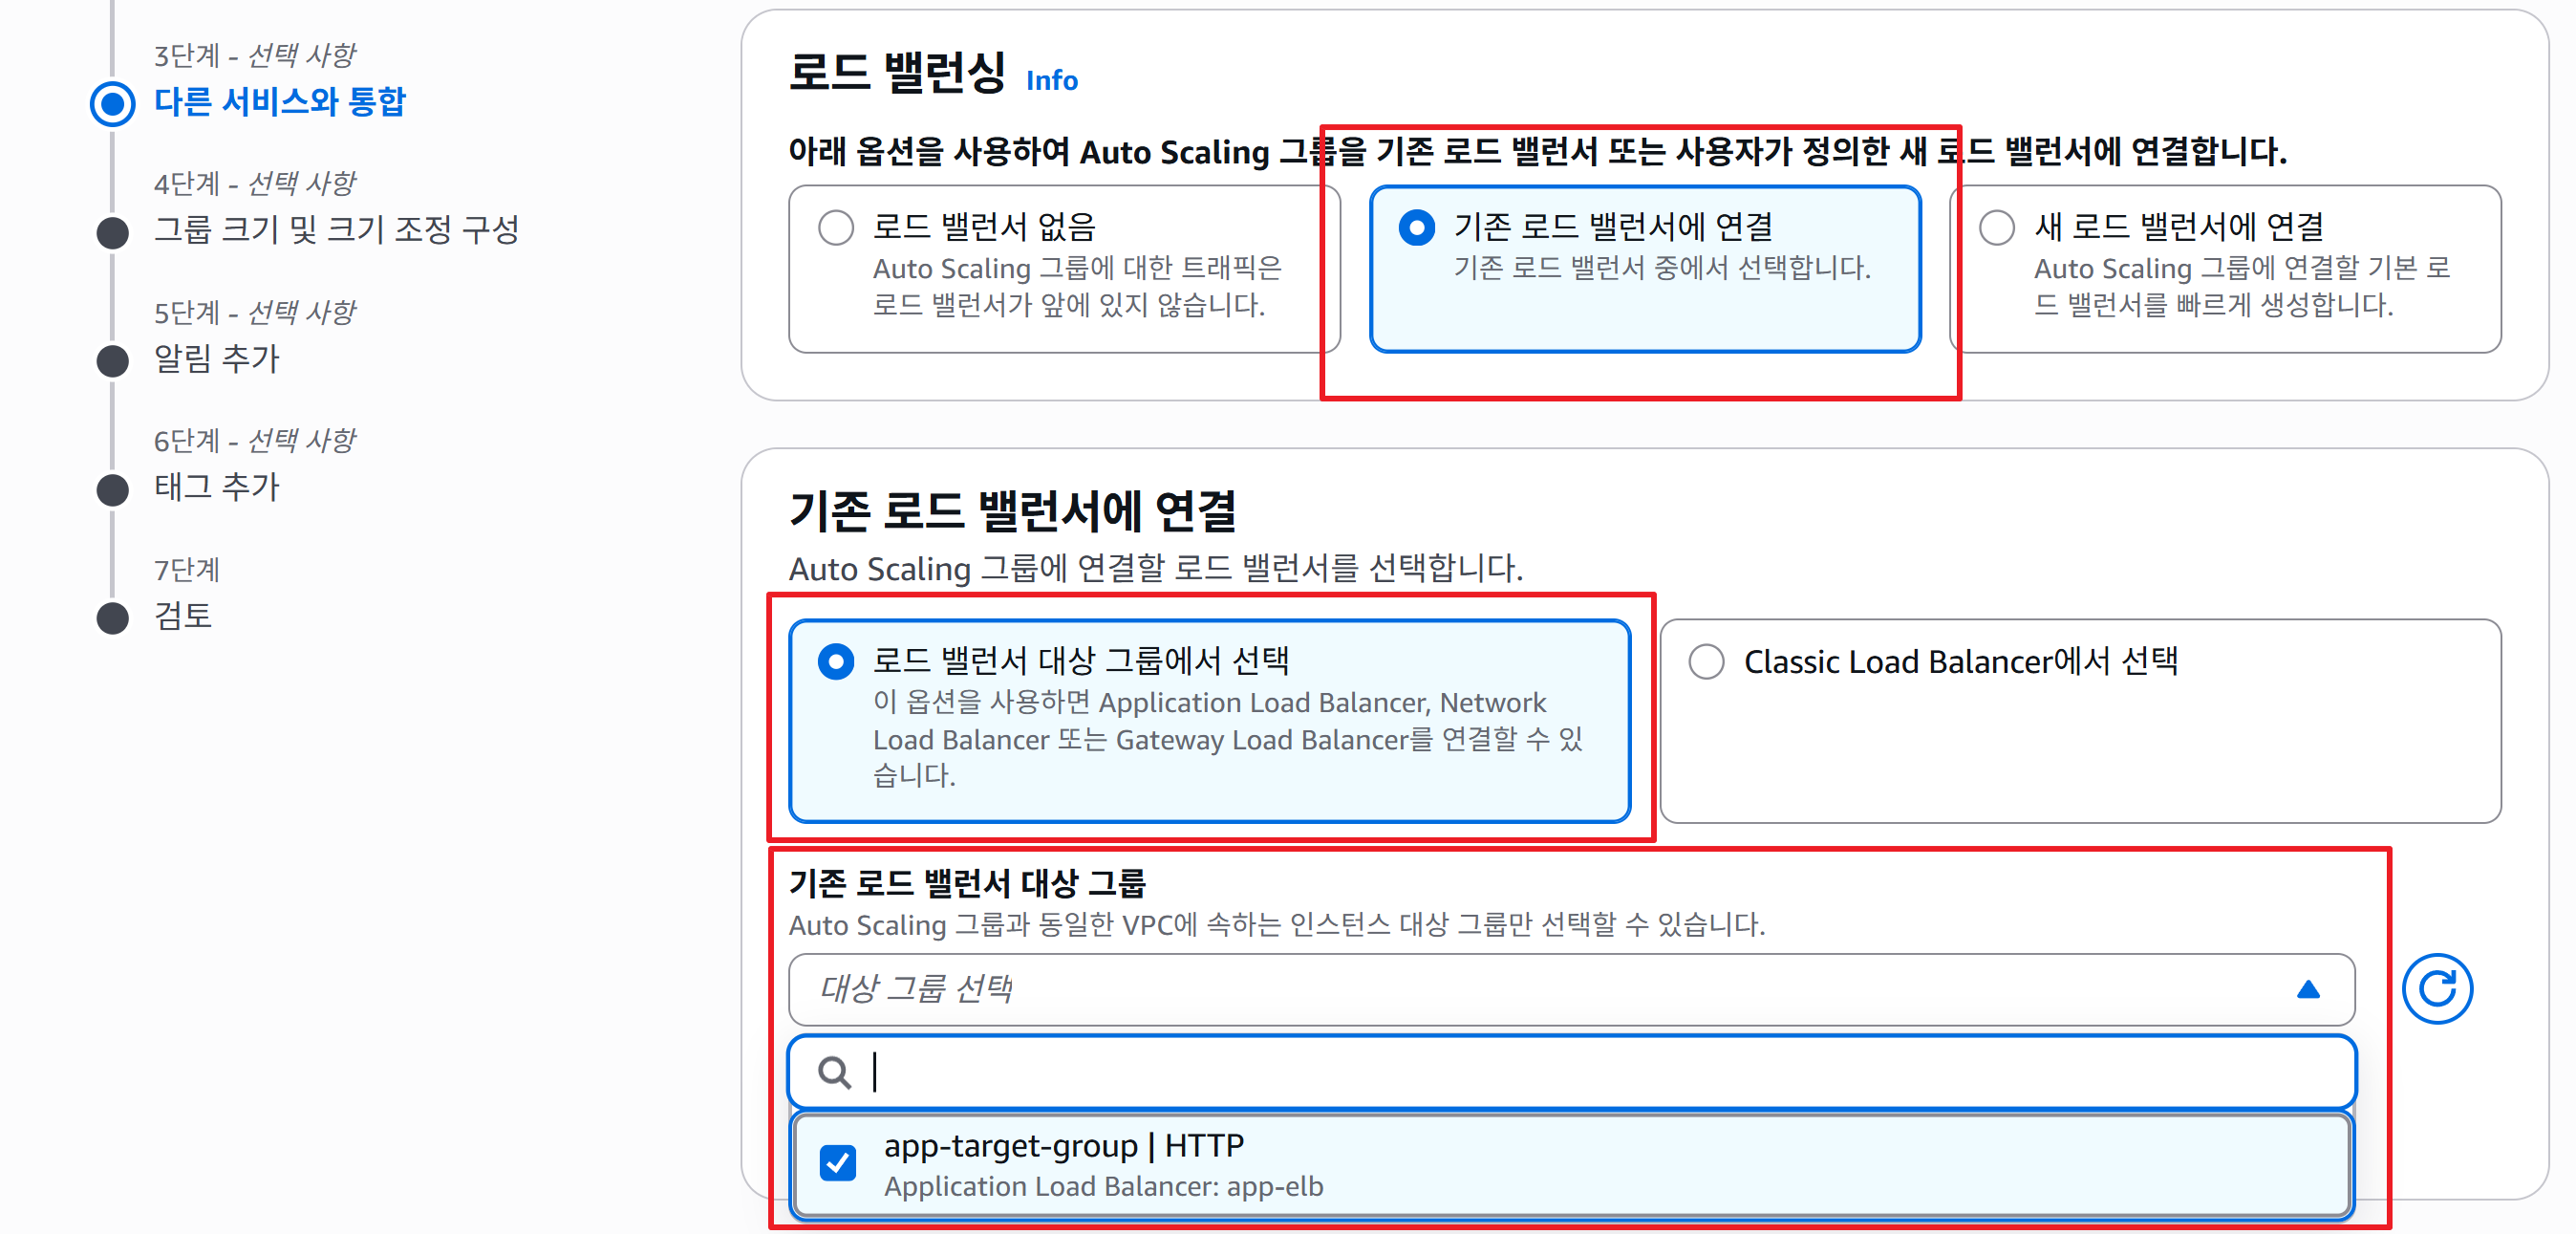 3단계 - 선택 사항
다른 서비스와 통합
4단계 - 선택 사항
그룹 크기 및 크기 조정 구성
5단계 - 선택 사항
알림 추가
6단계 - 선택 사항
태그 추가
7단계
검토
로드 밸런싱 Info
아래 옵션을 사용하여 Auto Scaling 그룹을 기존 로드 밸런서 또는 사용자가 정의한 새 로드 밸런서에 연결합니다.
로드 밸런서 없음
Auto Scaling 그룹에 대한 트래픽은
로드 밸런서가 앞에 있지 않습니다.
기존 로드 밸런서에 연결
기존 로드 밸런서 중에서 선택합니다.
새 로드 밸런서에 연결
Auto Scaling 그룹에 연결할 기본 로
드 밸런서를 빠르게 생성합니다.
기존 로드 밸런서에 연결
Auto Scaling 그룹에 연결할 로드 밸런서를 선택합니다.
로드 밸런서 대상 그룹에서 선택
이 옵션을 사용하면 Application Load Balancer, Network
Load Balancer 또는 Gateway Load Balancer를 연결할 수 있
습니다.
Classic Load Balancer에서 선택
기존 로드 밸런서 대상 그룹
Auto Scaling 그룹과 동일한 VPC에 속하는 인스턴스 대상 그룹만 선택할 수 있습니다.
대상 그룹 선택
app-target-group | HTTP
Application Load Balancer: app-elb